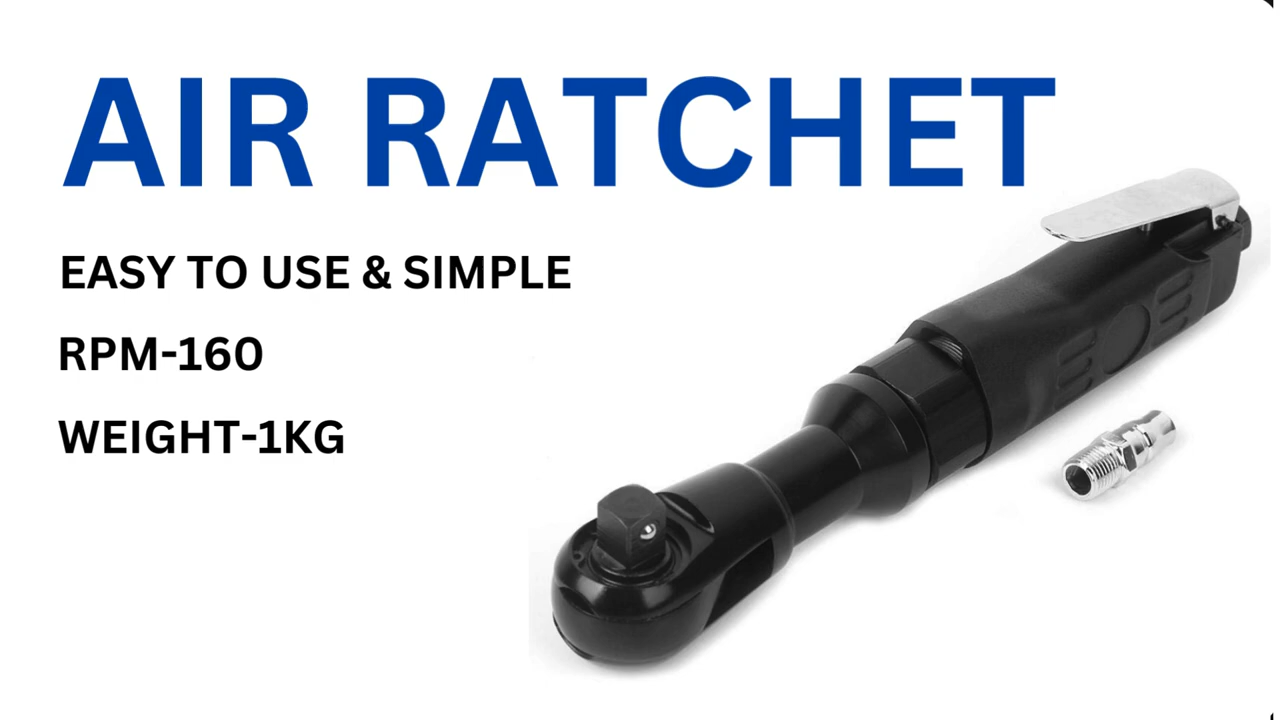 AIR RATCHET
EASY TO USE & SIMPLE
RPM-160
WEIGHT-1KG